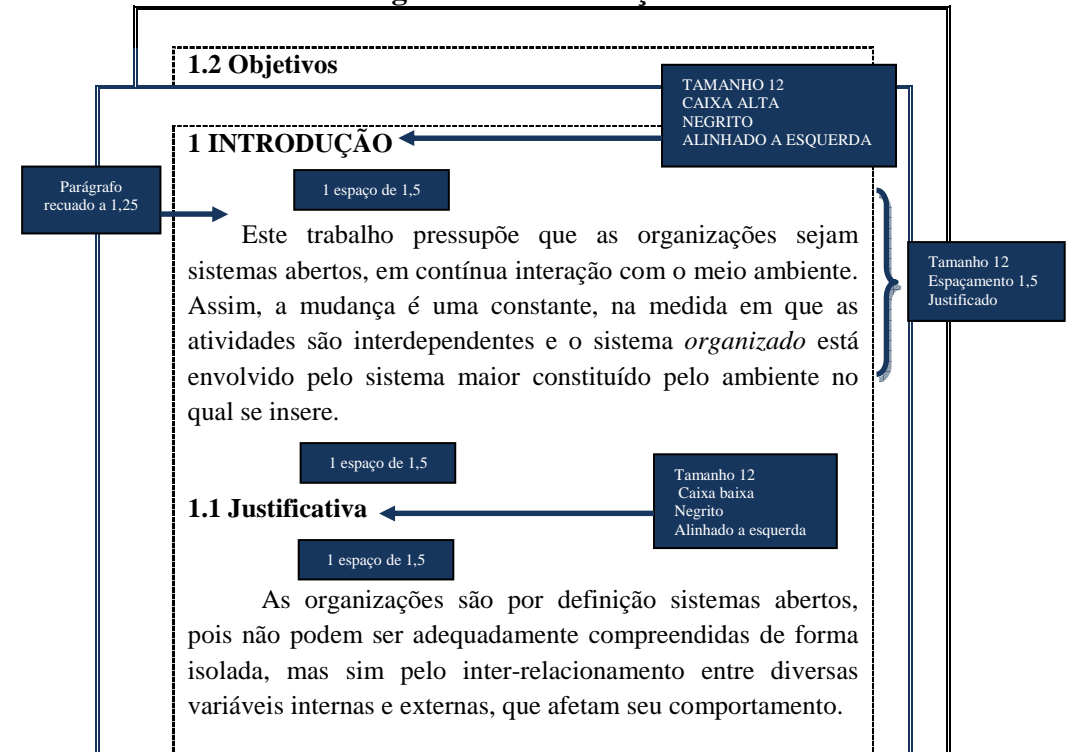 1.2 Objetivos
TAMANHO 12
CAIXA ALTA
NEGRITO
ALINHADO A ESQUERDA
1 INTRODUÇÃO
Parágrafo
recuado a 1,25
1 espaço de 1,5
Este trabalho pressupõe que as organizações sejam
sistemas abertos, em contínua interação com o meio ambiente.
Assim, a mudança é uma constante, na medida em que as
atividades são interdependentes e o sistema organizado está
envolvido pelo sistema maior constituído pelo ambiente no
qual se insere.
Tamanho 12
Espaçamento 1,5
Justificado
1 espaço de 1,5
1.1 Justificativa
Tamanho 12
Caixa baixa
Negrito
Alinhado a esquerda
1 espaço de 1,5
As organizações são por definição sistemas abertos,
pois não podem ser adequadamente compreendidas de forma
isolada, mas sim pelo inter-relacionamento entre diversas
variáveis internas e externas, que afetam seu comportamento.